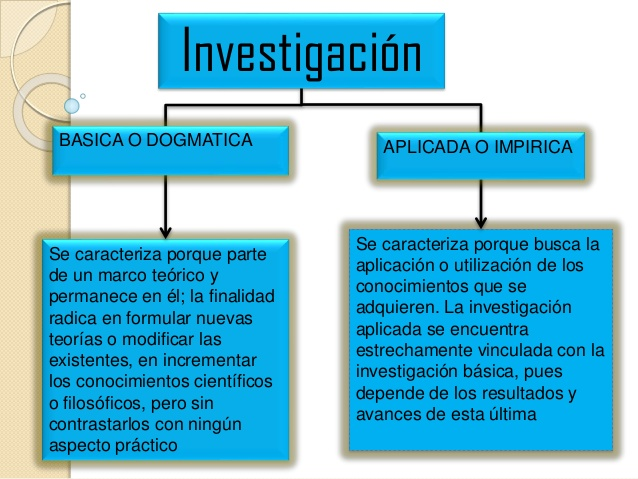 Investigación
BASICA O DOGMATICA
APLICADA O IMPIRICA
Se caracteriza porque parte
de un marco teórico y
permanece en él; la finalidad
radica en formular nuevas
teorías o modificar las
existentes, en incrementar
los conocimientos científicos
o filosóficos, pero sin
contrastarlos con ningún
aspecto práctico
Se caracteriza porque busca la
aplicación o utilización de los
conocimientos que se
adquieren. La investigación
aplicada se encuentra
estrechamente vinculada con la
investigación básica, pues
depende de los resultados y
avances de esta última